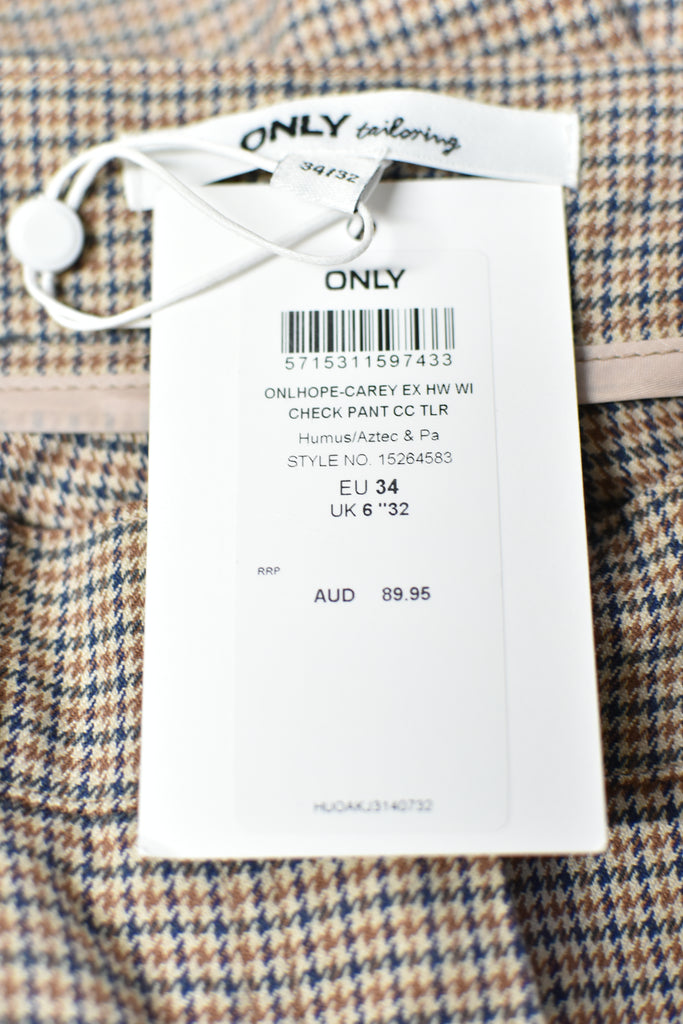 ONLY tailoring
34/32
ONLY
5715311597433
ONLHOPE-CAREY EX HW WI
CHECK PANT CC TLR
Humus/Aztec & Pa
STYLE NO. 15264583
EU 34
UK 6 "32
RRP
AUD 89.95
HUOAKJ3140732